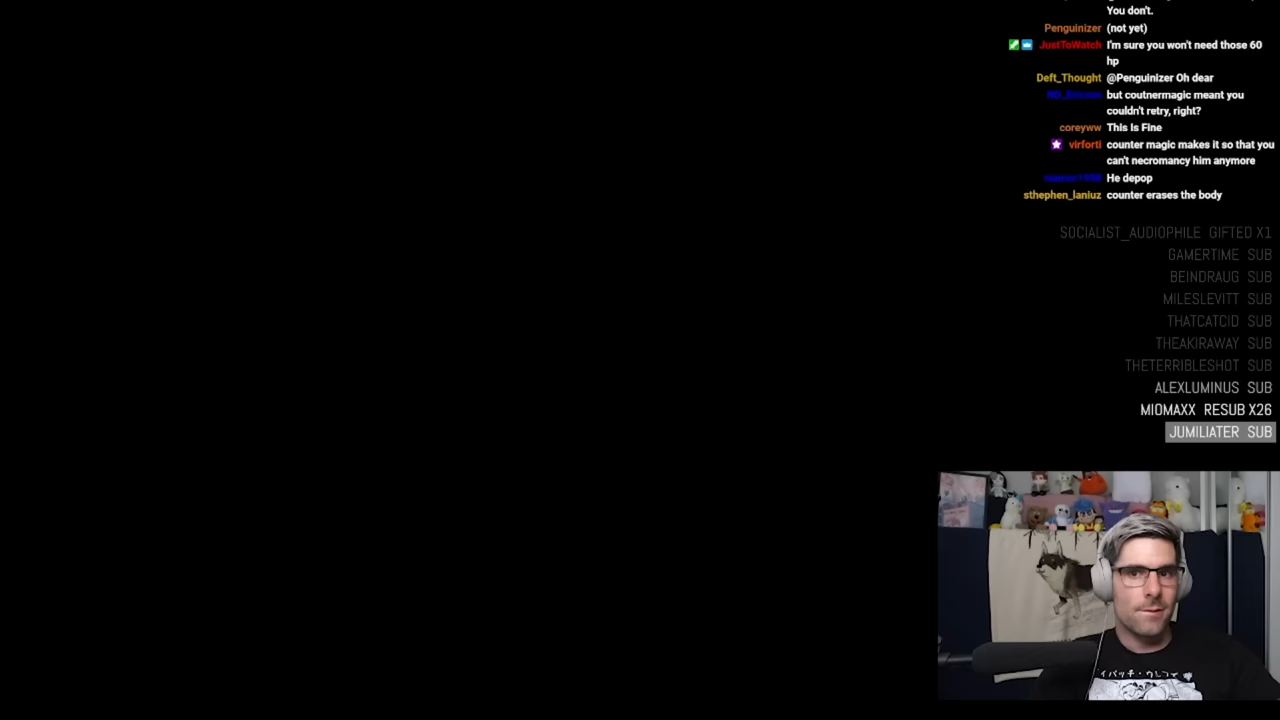 You don't.
Penguinizer (not yet)
JustToWatch I'm sure you won't need those 60
hp
Deft_Thought @Penguinizer Oh dear
but coutnermagic meant you
couldn't retry, right?
coreyww This Is Fine
virforti counter magic makes it so that you
can't necromancy him anymore
He depop
sthephen_laniuz counter erases the body
SOCIALIST_AUDIOPHILE GIFTED X1
GAMERTIME SUB
BEINDRAUG SUB
MILESLEVITT SUB
THATCATCID SUB
THEAKIRAWAY SUB
THETERRIBLESHOT SUB
ALEXLUMINUS SUB
MIOMAXX RESUB X26
JUMILIATER SUB